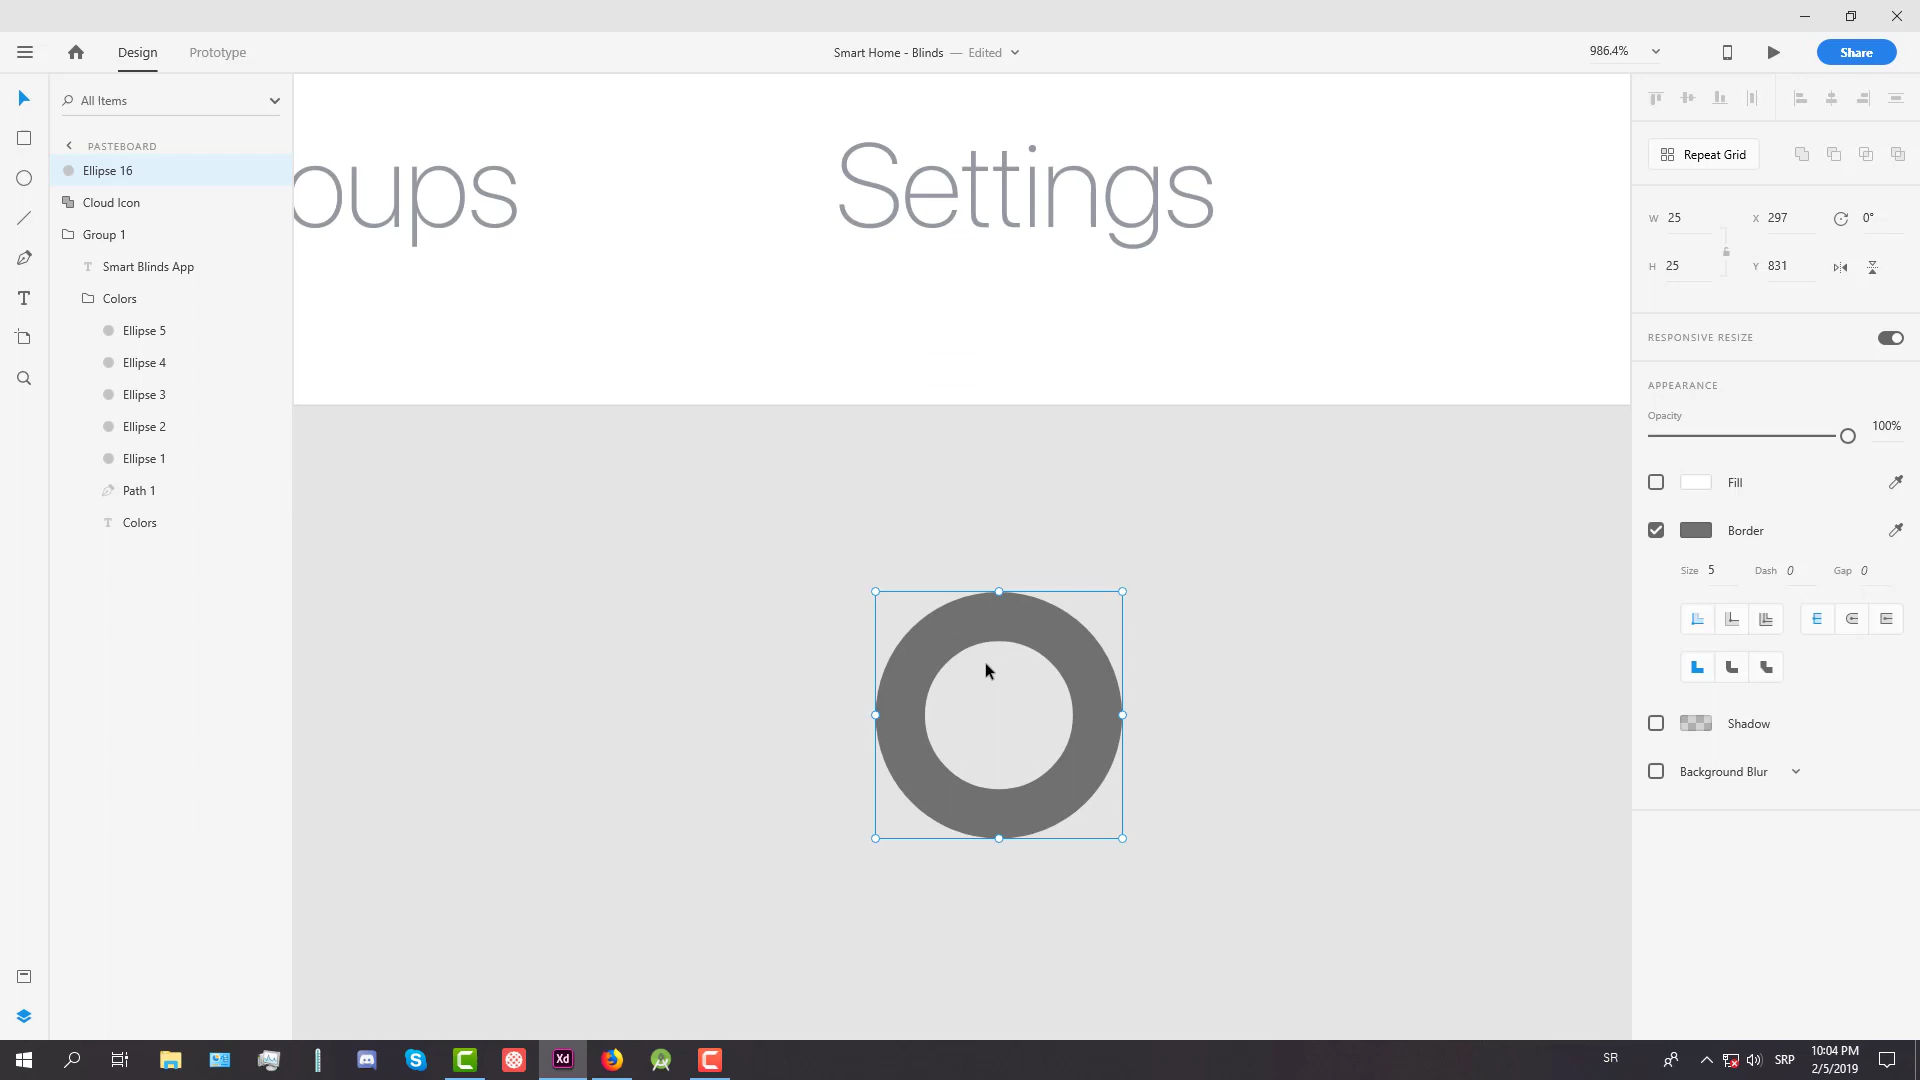 Design
Prototype
Smart Home - Blinds — Edited
986.4%
Share
All Items
PASTEBOARD
Ellipse 16
Cloud Icon
Group 1
Smart Blinds App
Colors
Ellipse 5
Ellipse 4
Ellipse 3
Ellipse 2
Ellipse 1
Path 1
Colors
oups
Settings
Repeat Grid
W 25
X 297
0°
H 25
Y 831
RESPONSIVE RESIZE
APPEARANCE
Opacity
100%
Fill
Border
Size 5
Dash 0
Gap 0
Shadow
Background Blur
Xd
SR
SRP
10:04 PM
2/5/2019